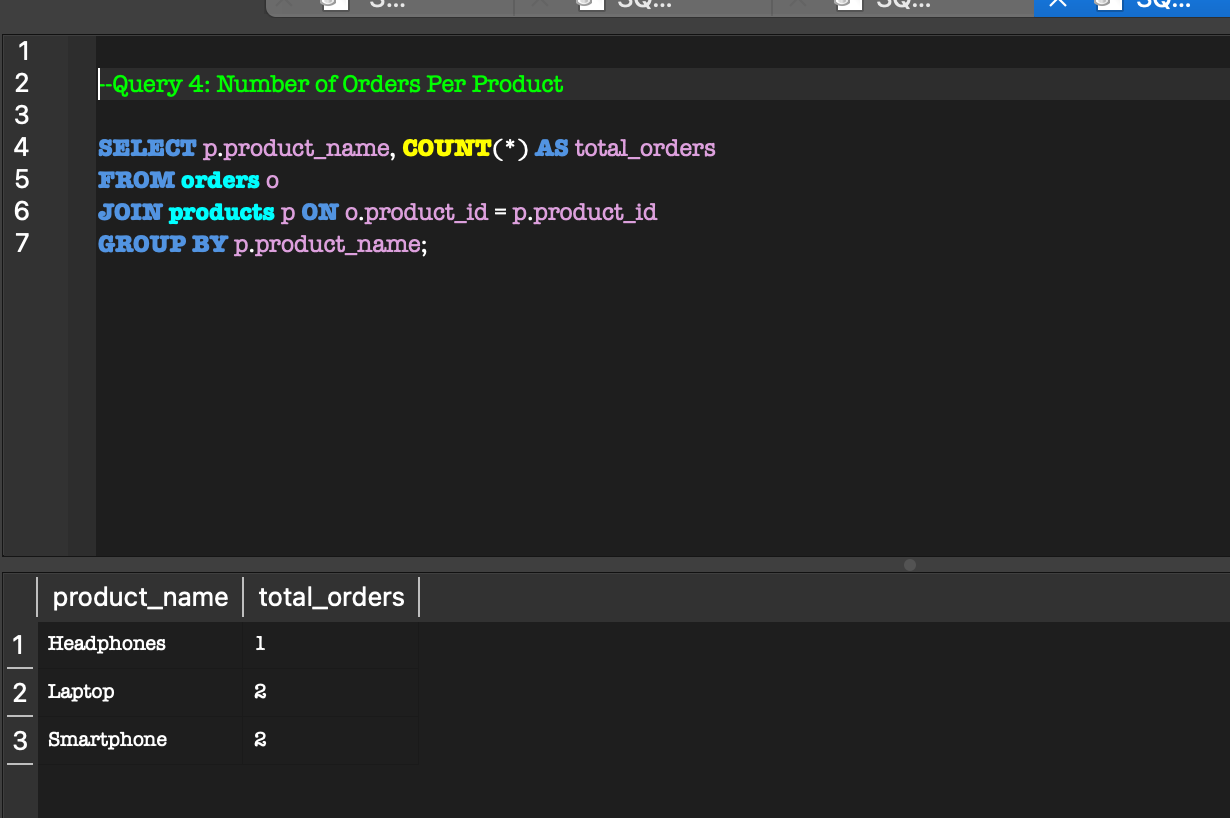 S...
SQ...
SQ...
SQ...
1
2 --Query 4: Number of Orders Per Product
3
4 SELECT p.product_name, COUNT(*) AS total_orders
5 FROM orders o
6 JOIN products p ON o.product_id = p.product_id
7 GROUP BY p.product_name;
product_name total_orders
1 Headphones 1
2 Laptop 2
3 Smartphone 2